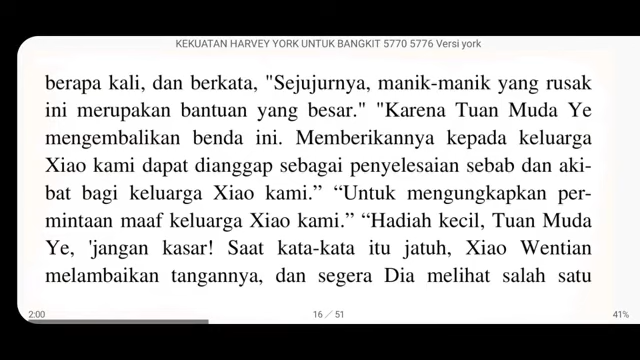 KEKUATAN HARVEY YORK UNTUK BANGKIT 5770 5776 Versi york
berapa kali, dan berkata, "Sejujurnya, manik-manik yang rusak
ini merupakan bantuan yang besar." "Karena Tuan Muda Ye
mengembalikan benda ini. Memberikannya kepada keluarga
Xiao kami dapat dianggap sebagai penyelesaian sebab dan aki-
bat bagi keluarga Xiao kami.” “Untuk mengungkapkan per-
mintaan maaf keluarga Xiao kami.” “Hadiah kecil, Tuan Muda
Ye, 'jangan kasar! Saat kata-kata itu jatuh, Xiao Wentian
melambaikan tangannya, dan segera Dia melihat salah satu
2:00 16 / 51 41%